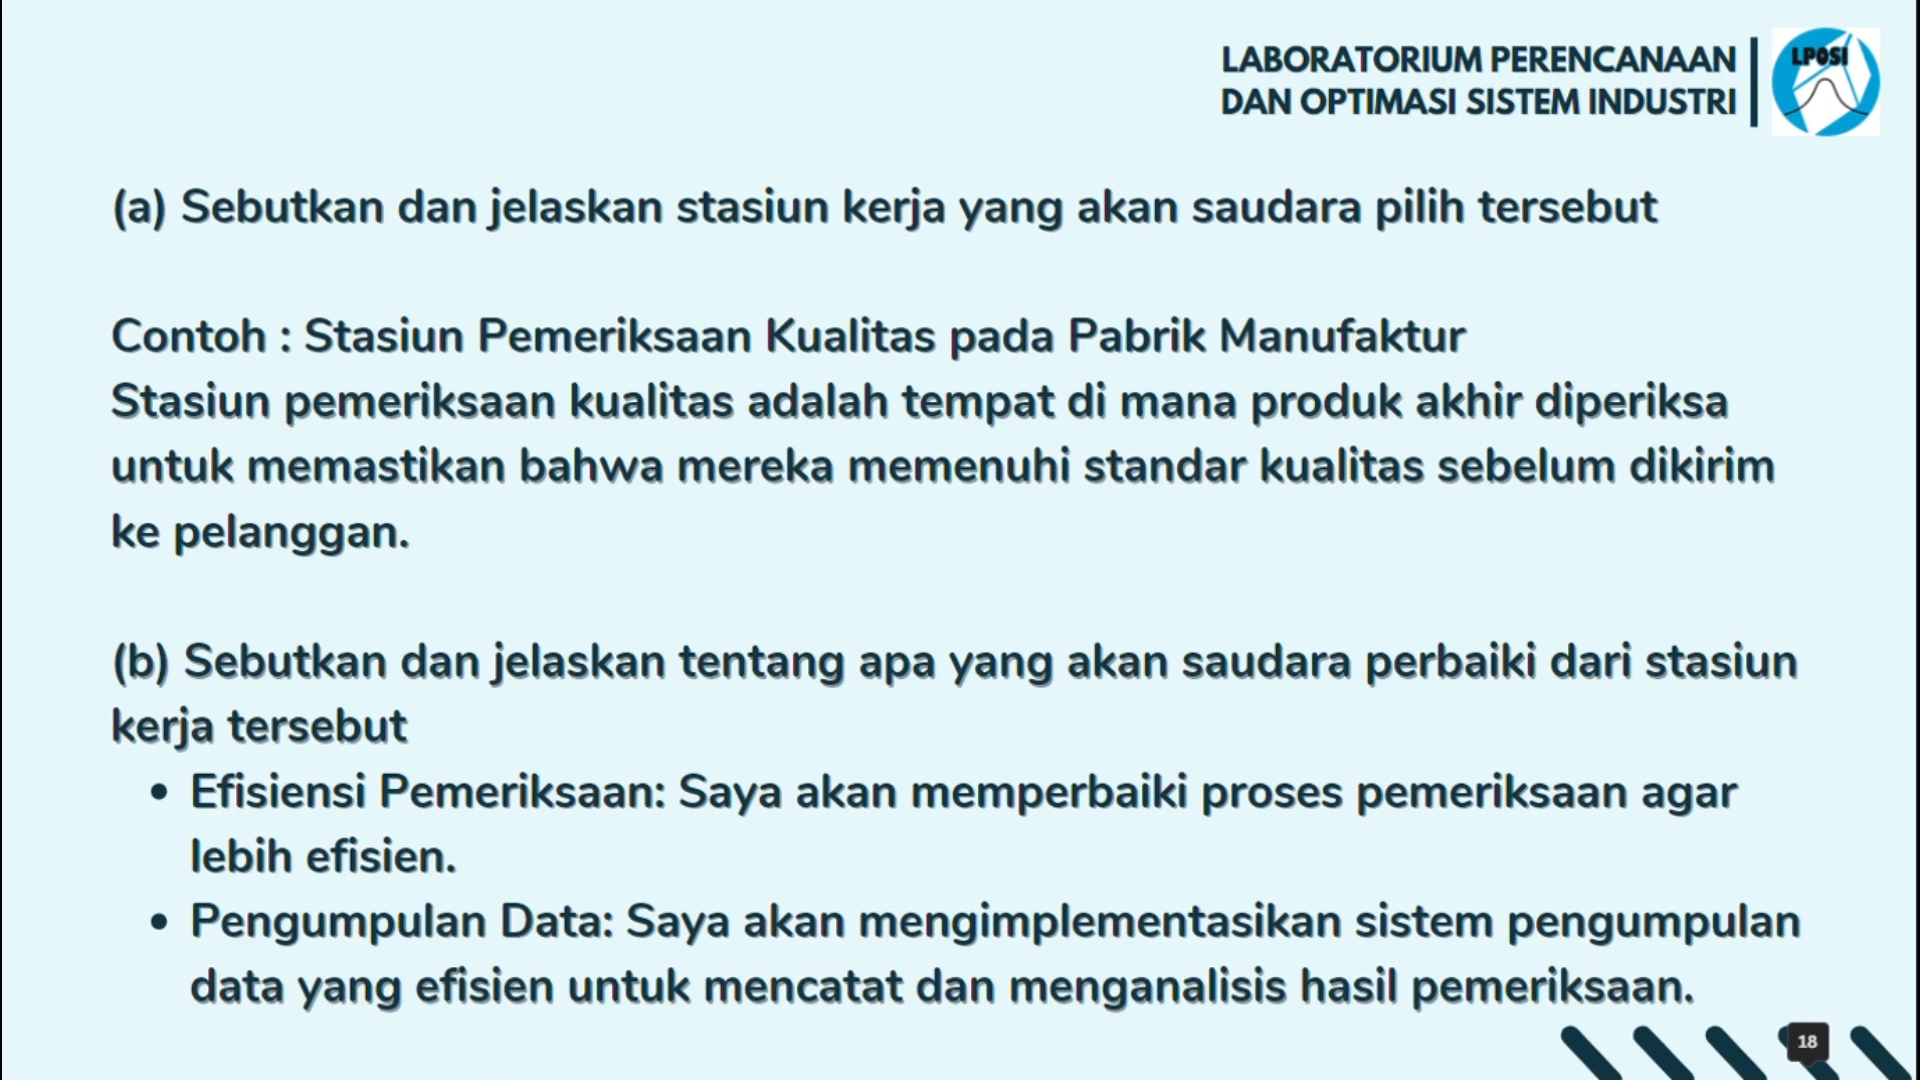 LABORATORIUM PERENCANAAN
DAN OPTIMASI SISTEM INDUSTRI
LPOSI
(a) Sebutkan dan jelaskan stasiun kerja yang akan saudara pilih tersebut
Contoh : Stasiun Pemeriksaan Kualitas pada Pabrik Manufaktur
Stasiun pemeriksaan kualitas adalah tempat di mana produk akhir diperiksa
untuk memastikan bahwa mereka memenuhi standar kualitas sebelum dikirim
ke pelanggan.
(b) Sebutkan dan jelaskan tentang apa yang akan saudara perbaiki dari stasiun
kerja tersebut
• Efisiensi Pemeriksaan: Saya akan memperbaiki proses pemeriksaan agar
lebih efisien.
• Pengumpulan Data: Saya akan mengimplementasikan sistem pengumpulan
data yang efisien untuk mencatat dan menganalisis hasil pemeriksaan.
18